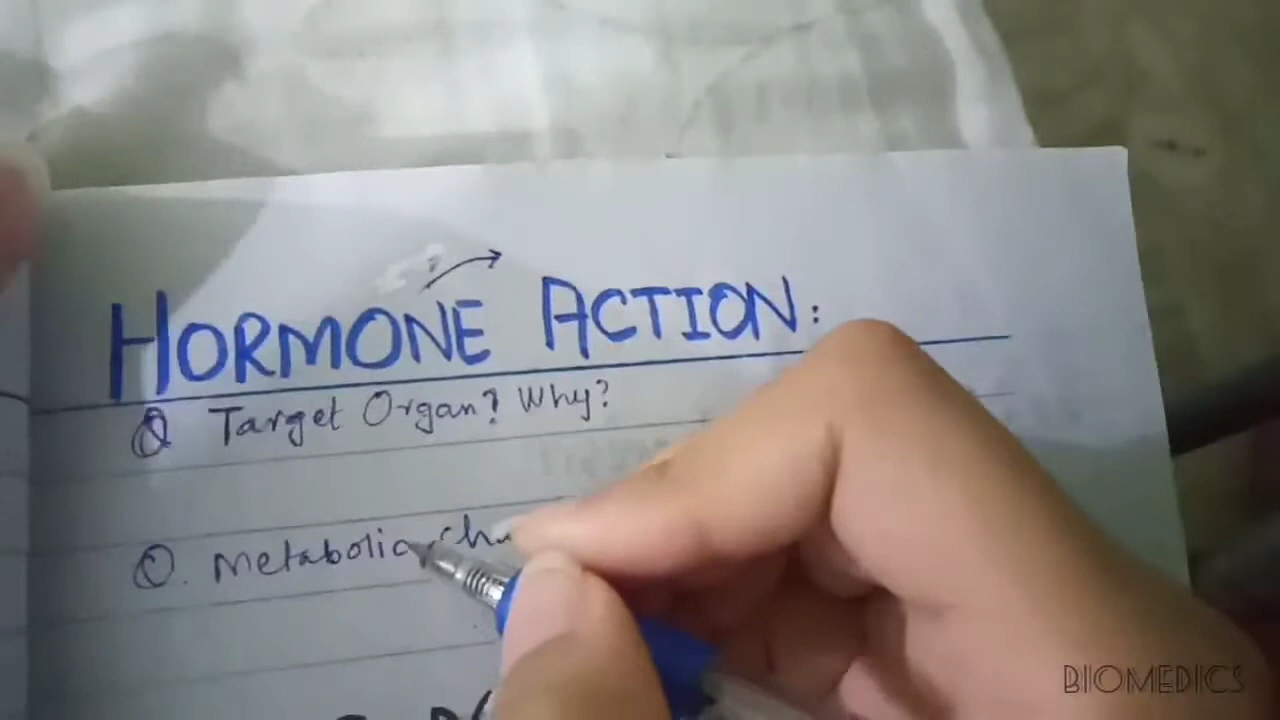 HORMONE ACTION:
Q Target Organ? Why?
Q. Metabolic
BIOMEDICS